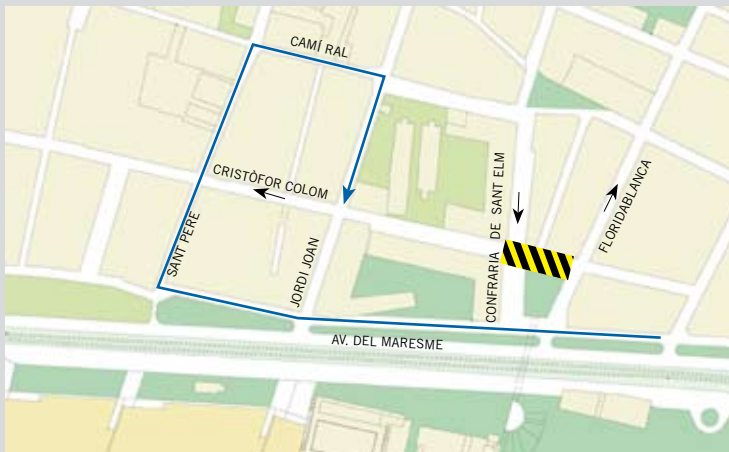 CAMÍ RAL
CRISTÒFOR COLOM
SANT PERE
JORDI JOAN
CONFRARIA DE SANT ELM
FLORIDABLANCA
AV. DEL MARESME